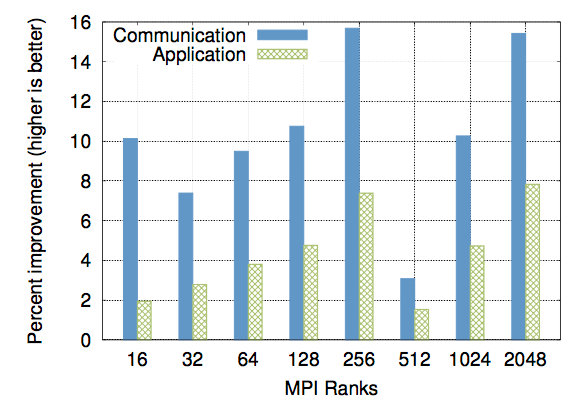 Percent improvement (higher is better)
16
14
12
10
8
6
4
2
0
Communication
Application
16 32 64 128 256 512 1024 2048
MPI Ranks